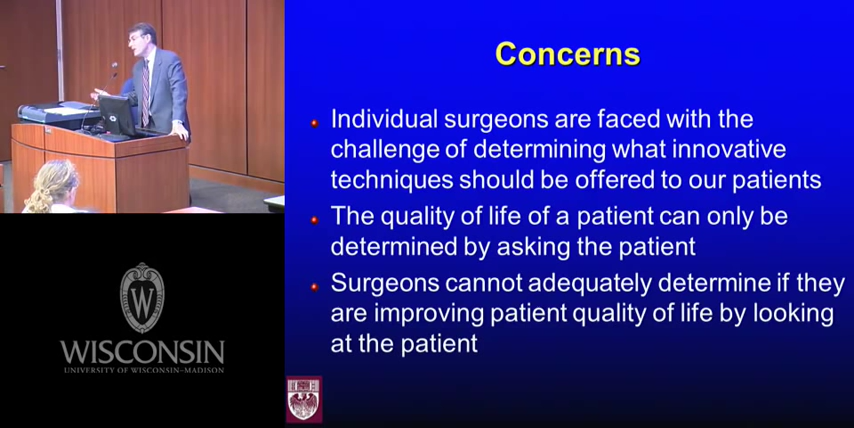 Concerns
Individual surgeons are faced with the
challenge of determining what innovative
techniques should be offered to our patients
The quality of life of a patient can only be
determined by asking the patient
Surgeons cannot adequately determine if they
are improving patient quality of life by looking
at the patient
W
WISCONSIN
UNIVERSITY OF WISCONSIN–MADISON